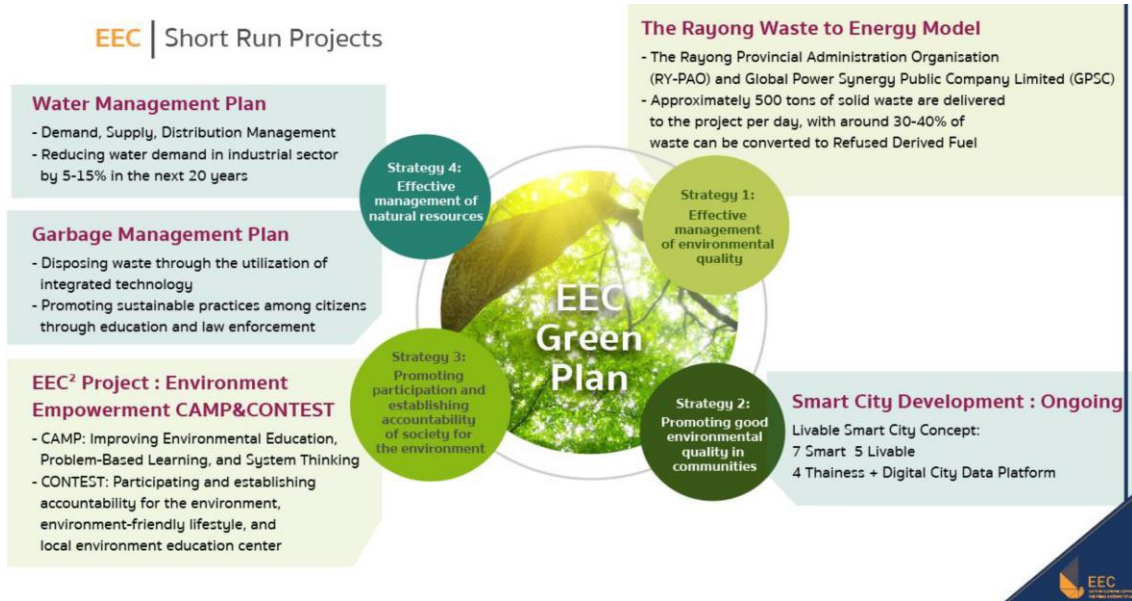 EEC | Short Run Projects
Water Management Plan
- Demand, Supply, Distribution Management
- Reducing water demand in industrial sector
by 5-15% in the next 20 years
Garbage Management Plan
- Disposing waste through the utilization of
integrated technology
- Promoting sustainable practices among citizens
through education and law enforcement
EEC² Project : Environment
Empowerment CAMP&CONTEST
- CAMP: Improving Environmental Education,
Problem-Based Learning, and System Thinking
- CONTEST: Participating and establishing
accountability for the environment,
environment-friendly lifestyle, and
local environment education center
Strategy 4:
Effective
management of
natural resources
Strategy 3:
Promoting
participation and
establishing
accountability
of society for
the environment
EEC
Green
Plan
Strategy 1:
Effective
management
of environmental
quality
Strategy 2:
Promoting good
environmental
quality in
communities
The Rayong Waste to Energy Model
- The Rayong Provincial Administration Organisation
(RY-PAO) and Global Power Synergy Public Company Limited (GPSC)
- Approximately 500 tons of solid waste are delivered
to the project per day, with around 30-40% of
waste can be converted to Refused Derived Fuel
Smart City Development : Ongoing
Livable Smart City Concept:
7 Smart 5 Livable
4 Thainess + Digital City Data Platform
EEC